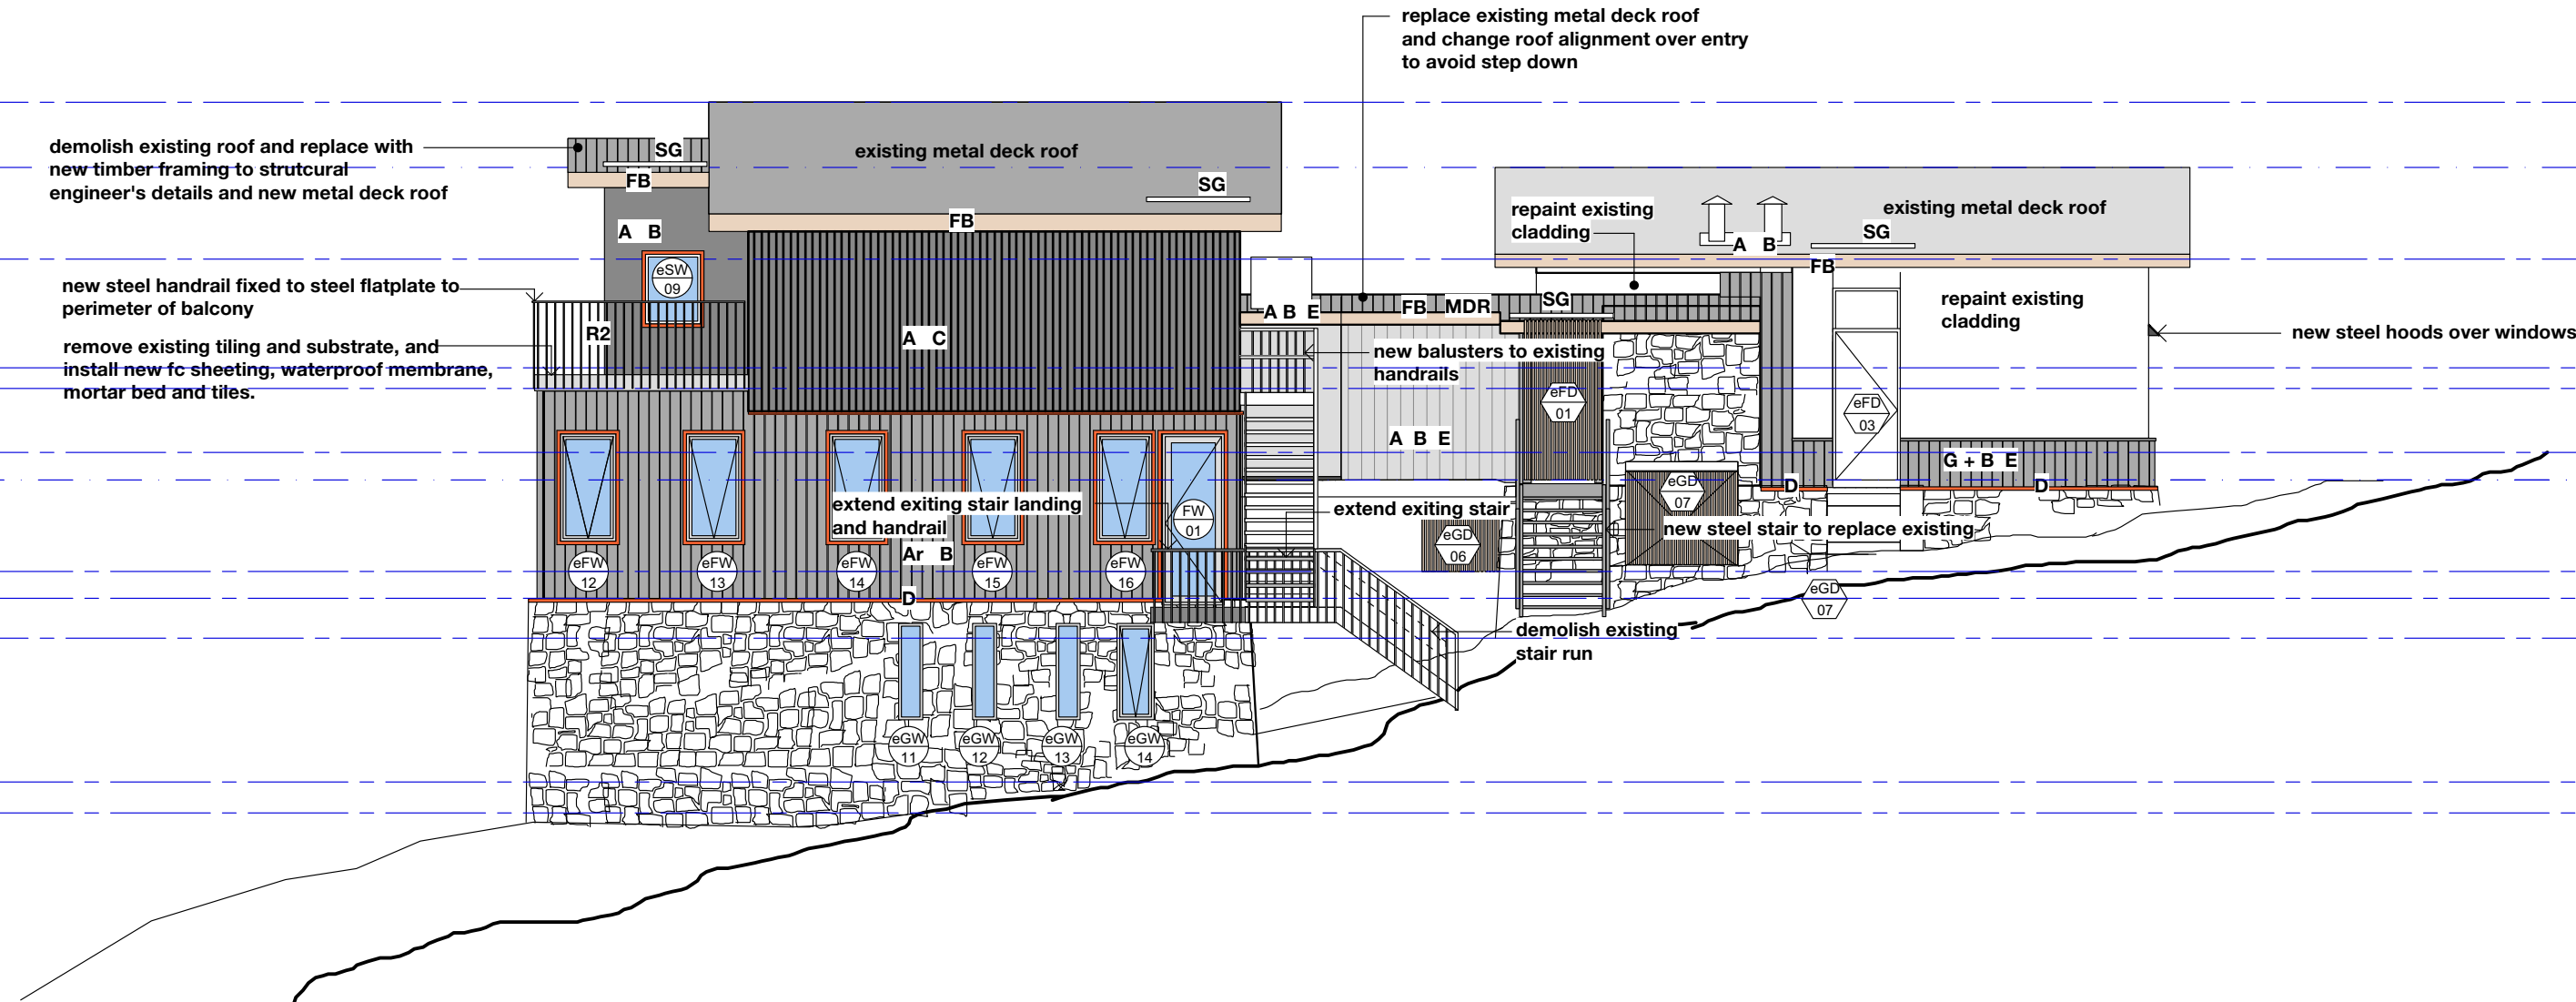 replace existing metal deck roof
and change roof alignment over entry
to avoid step down
demolish existing roof and replace with
new timber framing to strutcural
engineer's details and new metal deck roof
SG
FB
existing metal deck roof
SG
FB
A B
eSW
09
new steel handrail fixed to steel flatplate to
perimeter of balcony
R2
remove existing tiling and substrate, and
install new fc sheeting, waterproof membrane,
mortar bed and tiles.
A C
repaint existing
cladding
existing metal deck roof
A B
SG
FB
A B E
FB
MDR
SG
repaint existing
cladding
new steel hoods over windows
new balusters to existing
handrails
eFD
01
eFD
03
A B E
G + B E
D
D
eGD
07
extend exiting stair landing
and handrail
FW
01
extend exiting stair
new steel stair to replace existing
eGD
06
Ar B
eFW
12
eFW
13
eFW
14
eFW
15
eFW
16
D
eGD
07
demolish existing
stair run
eGW
11
eGW
12
eGW
13
eGW
14